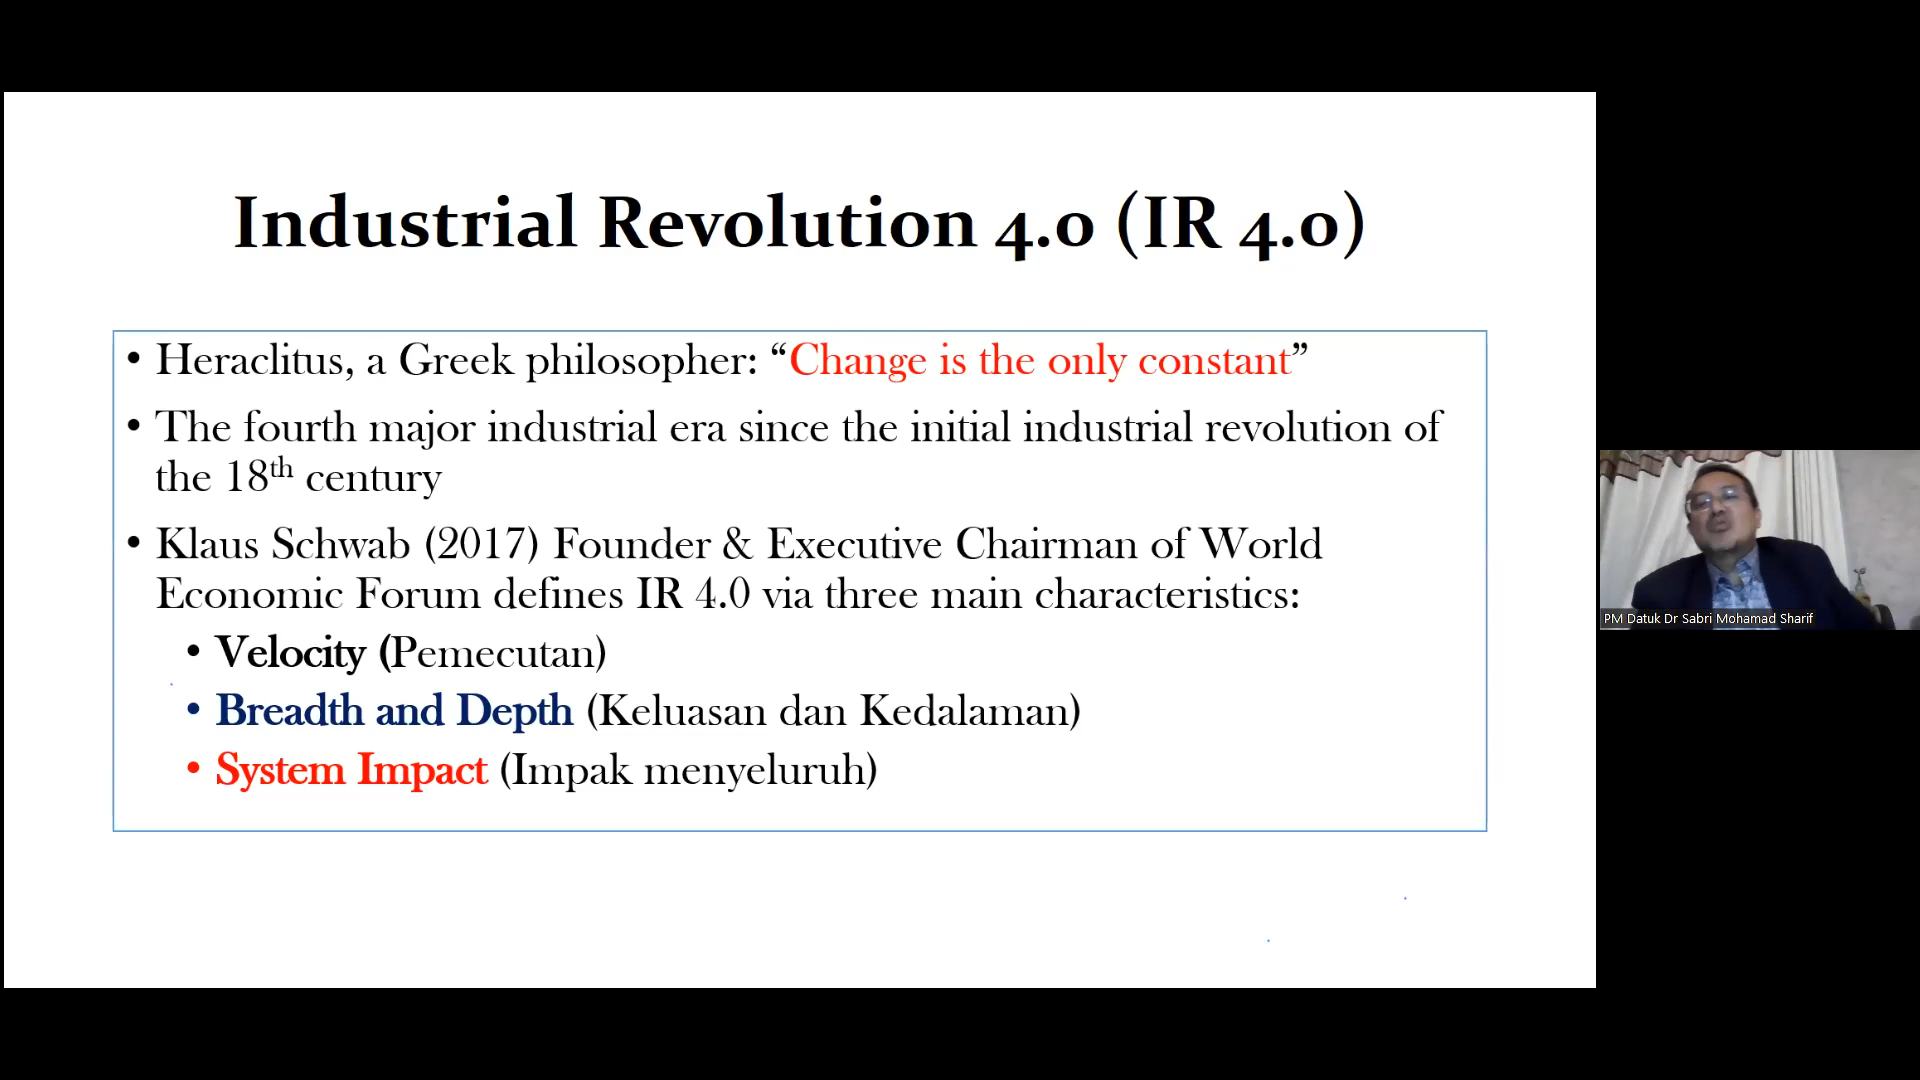 Industrial Revolution 4.0 (IR 4.0)
• Heraclitus, a Greek philosopher: “Change is the only constant”
• The fourth major industrial era since the initial industrial revolution of
the 18th century
• Klaus Schwab (2017) Founder & Executive Chairman of World
Economic Forum defines IR 4.0 via three main characteristics:
• Velocity (Pemecutan)
• Breadth and Depth (Keluasan dan Kedalaman)
• System Impact (Impak menyeluruh)
PM Datuk Dr Sabri Mohamad Sharif